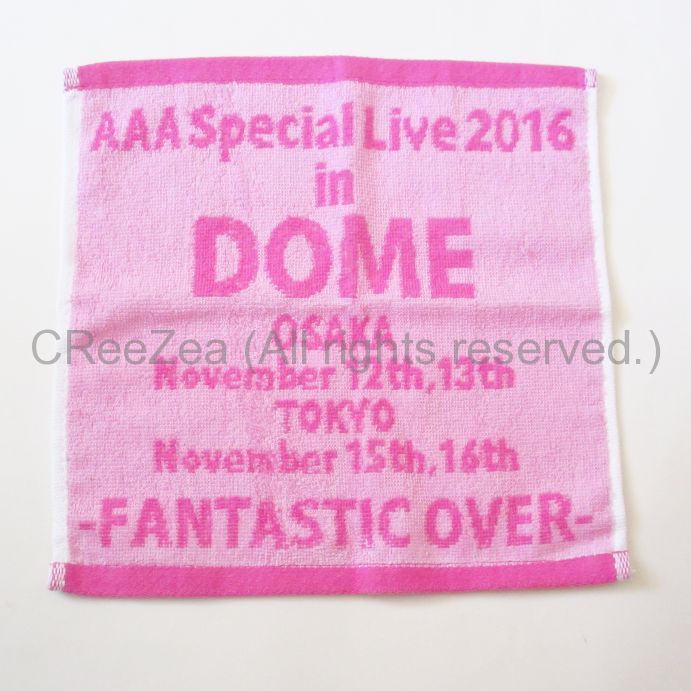 AAA Special Live 2016
in
DOME
OSAKA
CReeZea (All rights reserved.)
November 12th,13th
TOKYO
November 15th,16th
-FANTASTIC OVER-